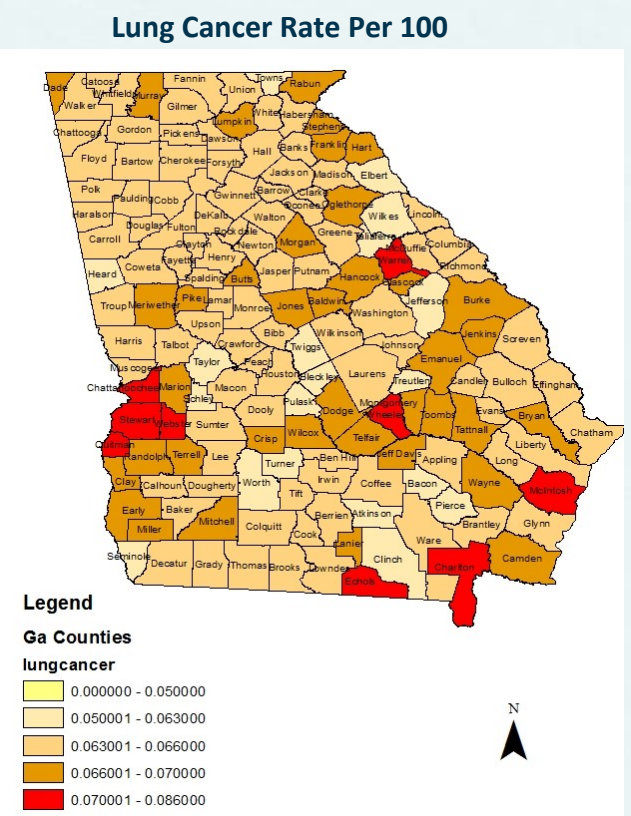 Lung Cancer Rate Per 100
Fannin
Towns
Rabun
Dade
Catoosa
Whitfield
Murray
Union
Walker
Gilmer
White
Habersham
Lumpkin
Stephens
Chattooga
Gordon
Pickens
Dawson
Hall
Banks
Franklin
Hart
Floyd
Bartow
Cherokee
Forsyth
Jackson
Madison
Elbert
Polk
Paulding
Cobb
Gwinnett
Barrow
Clarke
Oconee
Oglethorpe
Wilkes
Lincoln
Haralson
Douglas
Fulton
DeKalb
Walton
Greene
Taliaferro
McDuffie
Columbia
Carroll
Clayton
Rockdale
Newton
Morgan
Warren
Richmond
Heard
Coweta
Fayette
Henry
Spalding
Butts
Jasper
Putnam
Hancock
Glascock
Jefferson
Burke
Troup
Meriwether
Pike
Lamar
Monroe
Jones
Baldwin
Washington
Harris
Talbot
Upson
Crawford
Bibb
Twiggs
Wilkinson
Johnson
Jenkins
Screven
Emanuel
Muscogee
Taylor
Peach
Houston
Bleckley
Laurens
Treutlen
Candler
Bulloch
Effingham
Chattahoochee
Marion
Schley
Macon
Dooly
Pulaski
Dodge
Montgomery
Wheeler
Toombs
Tattnall
Evans
Bryan
Chatham
Stewart
Webster
Sumter
Crisp
Wilcox
Telfair
Liberty
Quitman
Randolph
Terrell
Lee
Turner
Ben Hill
Jeff Davis
Appling
Long
Clay
Calhoun
Dougherty
Worth
Tift
Irwin
Coffee
Bacon
Wayne
McIntosh
Early
Baker
Mitchell
Colquitt
Berrien
Atkinson
Pierce
Brantley
Glynn
Miller
Cook
Lanier
Ware
Clinch
Camden
Seminole
Decatur
Grady
Thomas
Brooks
Lowndes
Echols
Charlton
Legend
Ga Counties
lungcancer
0.000000 - 0.050000
0.050001 - 0.063000
0.063001 - 0.066000
0.066001 - 0.070000
0.070001 - 0.086000
N